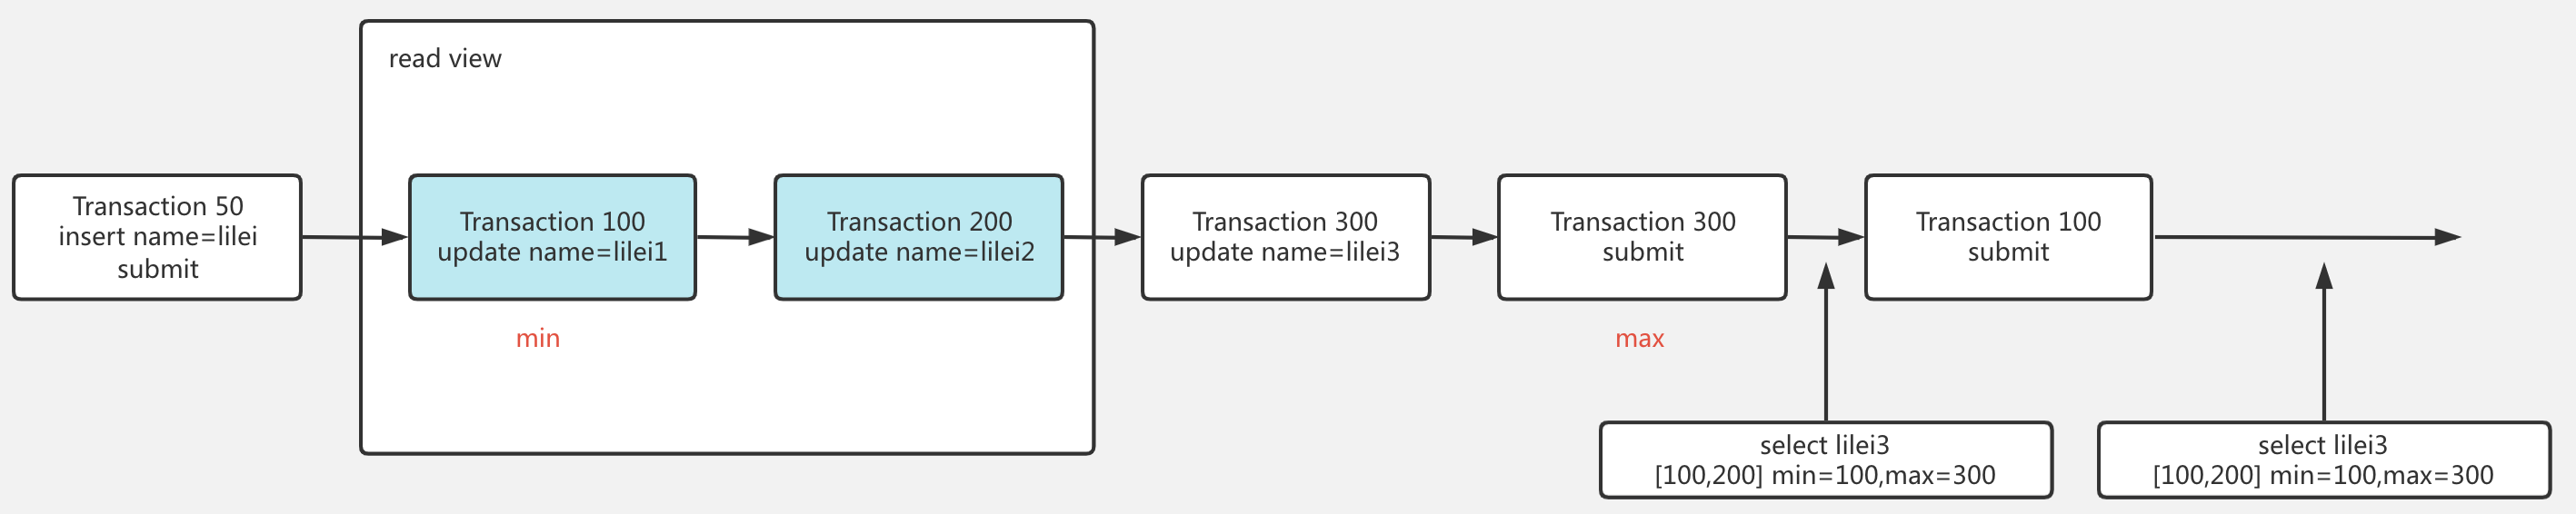 read view
Transaction 50
insert name=lilei
submit
Transaction 100
update name=lilei1
Transaction 200
update name=lilei2
Transaction 300
update name=lilei3
Transaction 300
submit
Transaction 100
submit
min
max
select lilei3
[100,200] min=100,max=300
select lilei3
[100,200] min=100,max=300